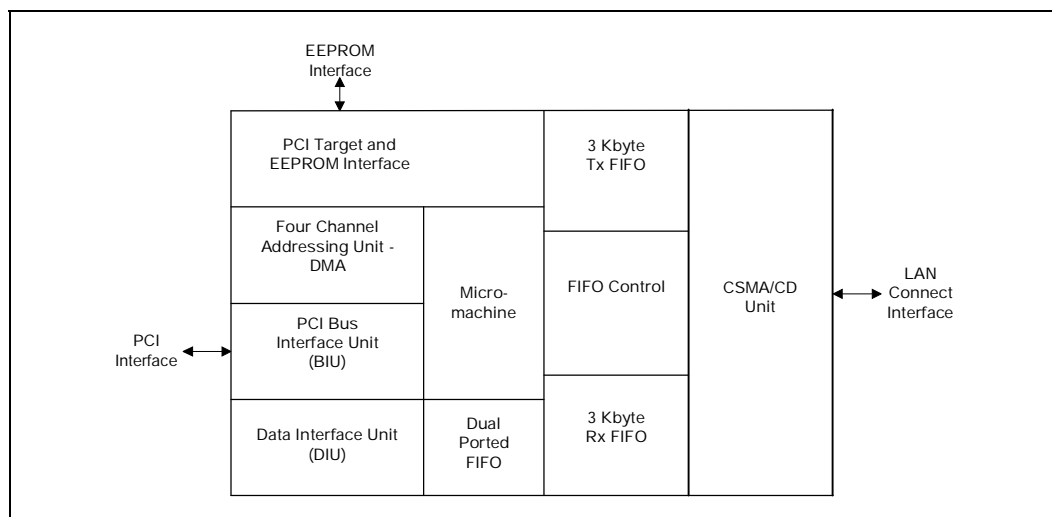 EEPROM
Interface
PCI Target and
EEPROM Interface
3 Kbyte
Tx FIFO
Four Channel
Addressing Unit -
DMA
Micro-
machine
FIFO Control
CSMA/CD
Unit
LAN
Connect
Interface
PCI
Interface
PCI Bus
Interface Unit
(BIU)
Data Interface Unit
(DIU)
Dual
Ported
FIFO
3 Kbyte
Rx FIFO